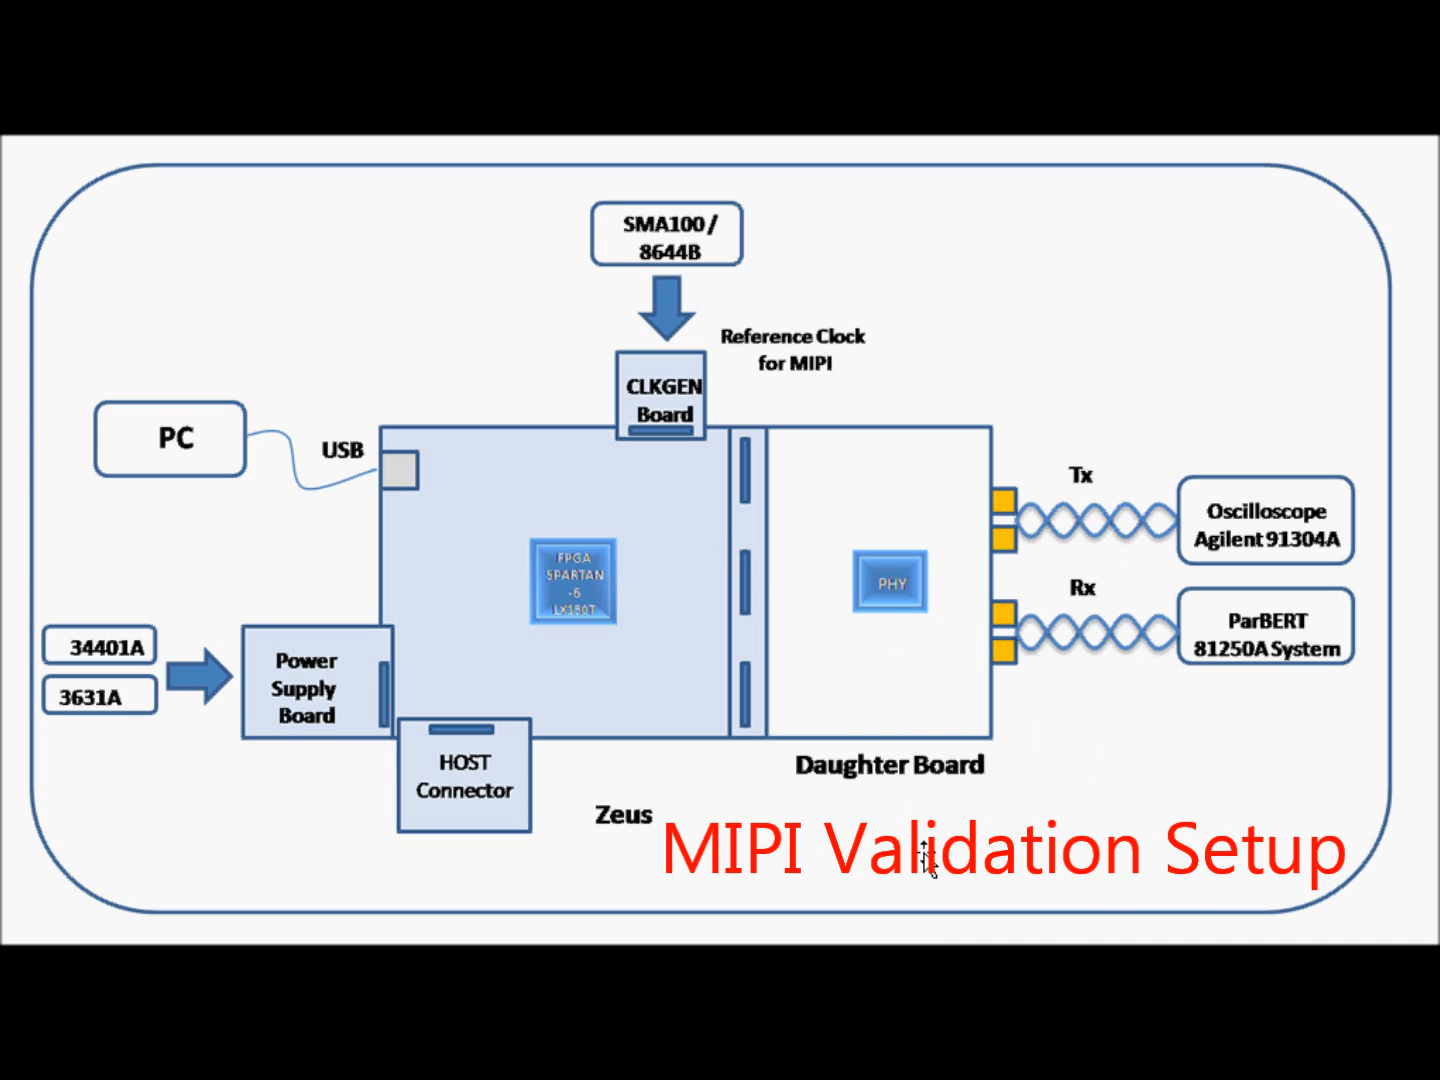 SMA100 /
8644B
Reference Clock
for MIPI
CLKGEN
Board
PC
USB
Tx
Oscilloscope
Agilent 91304A
FPGA
SPARTAN
-6
LX150T
PHY
Rx
ParBERT
81250A System
34401A
3631A
Power
Supply
Board
HOST
Connector
Daughter Board
Zeus
MIPI Validation Setup